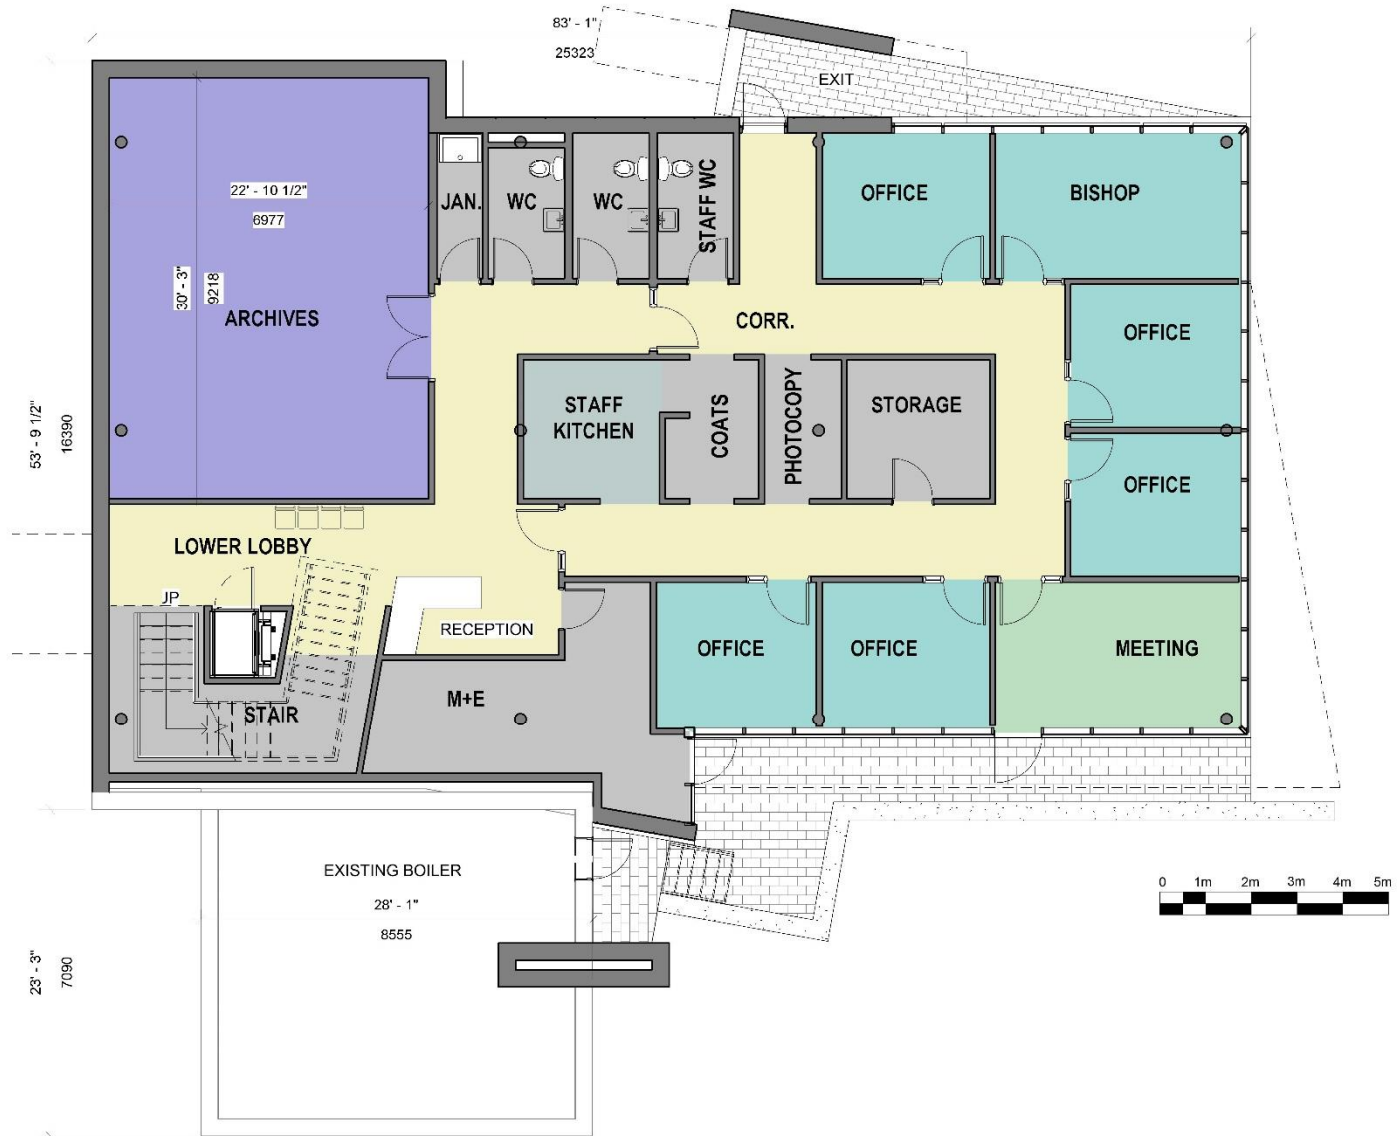 83' - 1"
25323
EXIT
22' - 10 1/2"
6977
30' - 3"
9218
ARCHIVES
JAN.
WC
WC
STAFF WC
OFFICE
BISHOP
CORR.
OFFICE
STAFF
KITCHEN
COATS
PHOTOCOPY
STORAGE
53' - 9 1/2"
16390
OFFICE
LOWER LOBBY
JP
RECEPTION
OFFICE
OFFICE
MEETING
M+E
STAIR
EXISTING BOILER
28' - 1"
8555
0 1m 2m 3m 4m 5m
23' - 3"
7090